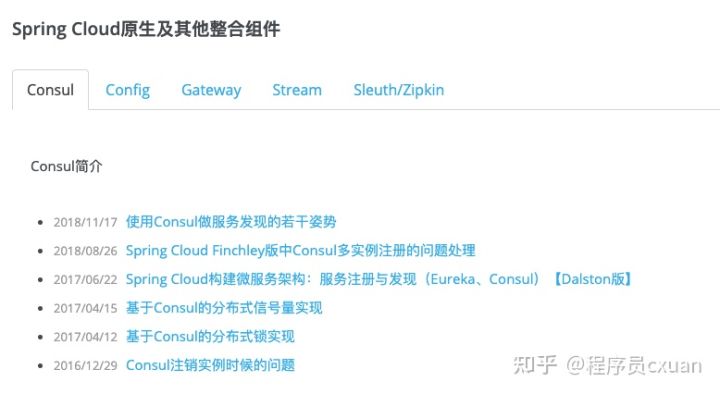 Spring Cloud原生及其他整合组件
Consul Config Gateway Stream Sleuth/Zipkin
Consul简介
2018/11/17 使用Consul做服务发现的若干姿势
2018/08/26 Spring Cloud Finchley版中Consul多实例注册的问题处理
2017/06/22 Spring Cloud构建微服务架构：服务注册与发现（Eureka、Consul）【Dalston版】
2017/04/15 基于Consul的分布式信号量实现
2017/04/12 基于Consul的分布式锁实现
2016/12/29 Consul注销实例时候的问题
知乎 @程序员cxuan